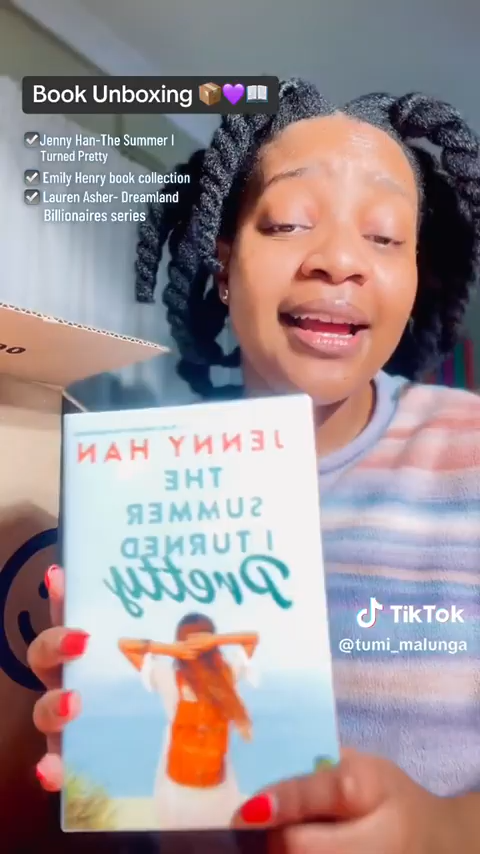 Book Unboxing 📦💜📖
☑Jenny Han-The Summer I
Turned Pretty
☑ Emily Henry book collection
☑ Lauren Asher- Dreamland
Billionaires series
JENNY HAN
THE
SUMMER
I TURNED
Pretty
TikTok
@tumi_malunga